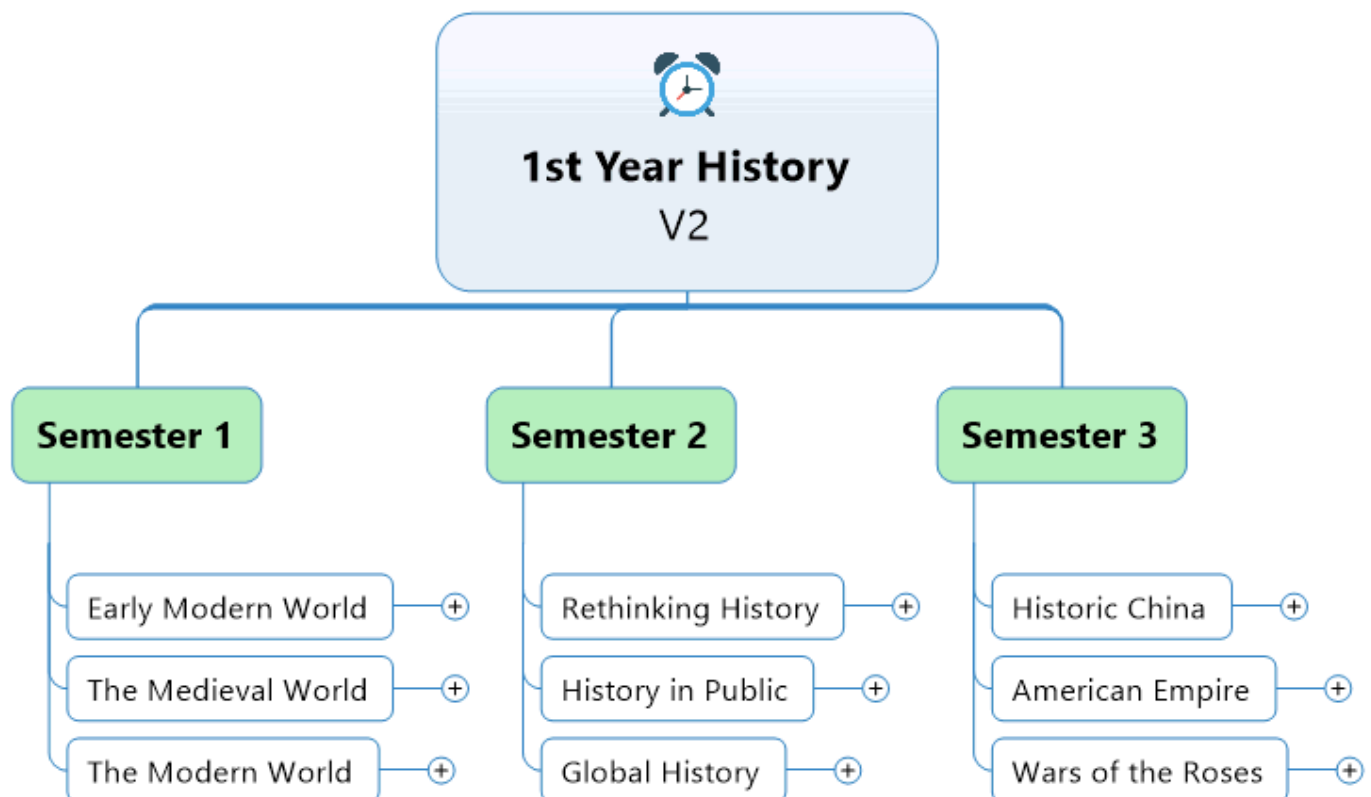 1st Year History
V2
Semester 1
Early Modern World
The Medieval World
The Modern World
Semester 2
Rethinking History
History in Public
Global History
Semester 3
Historic China
American Empire
Wars of the Roses